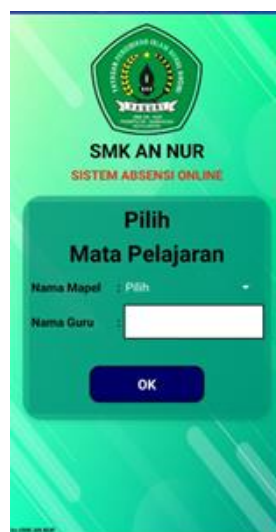 SMK AN NUR
SISTEM ABSENSI ONLINE
Pilih
Mata Pelajaran
Nama Mapel : Pilih
Nama Guru :
OK